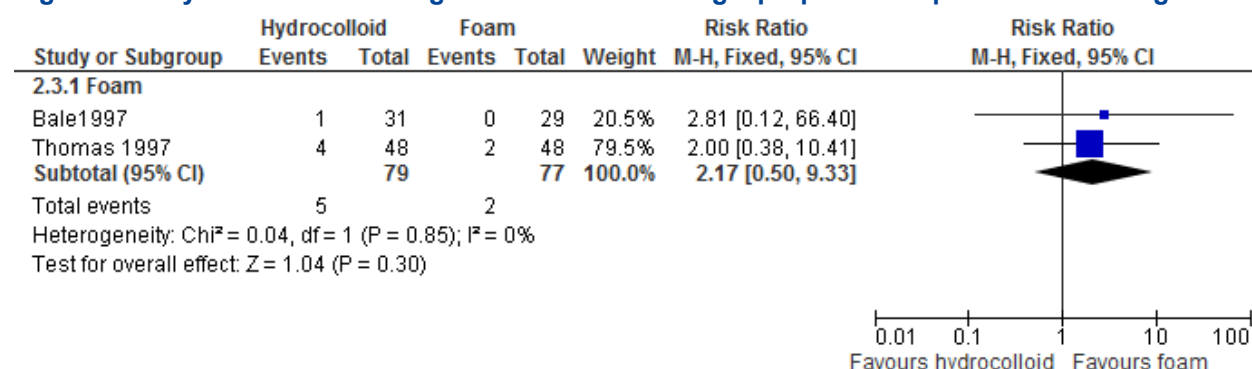 Hydrocolloid Foam Risk Ratio Risk Ratio
Study or Subgroup Events Total Events Total Weight M-H, Fixed, 95% CI M-H, Fixed, 95% CI
2.3.1 Foam
Bale1997 1 31 0 29 20.5% 2.81 [0.12, 66.40]
Thomas 1997 4 48 2 48 79.5% 2.00 [0.38, 10.41]
Subtotal (95% CI) 79 77 100.0% 2.17 [0.50, 9.33]
Total events 5 2
Heterogeneity: Chi² = 0.04, df = 1 (P = 0.85); I² = 0%
Test for overall effect: Z = 1.04 (P = 0.30)
0.01 0.1 1 10 100
Favours hydrocolloid Favours foam